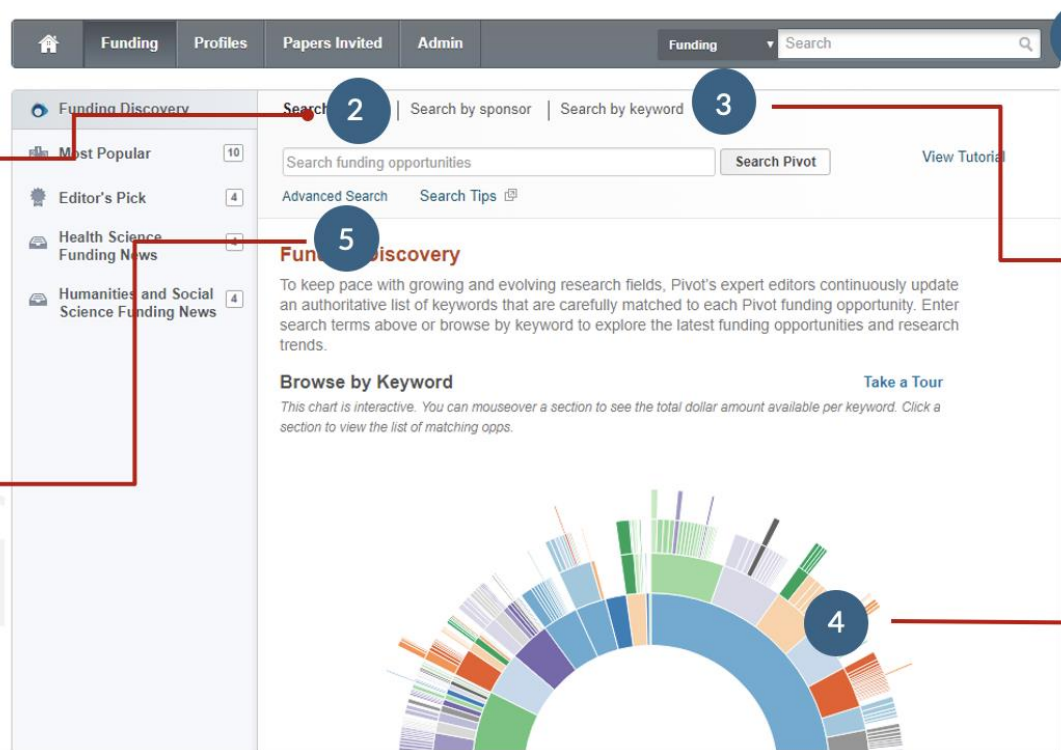 Funding Profiles Papers Invited Admin Funding Search
Funding Discovery
Most Popular 10
Editor's Pick 4
Health Science 4
Funding News
Humanities and Social 4
Science Funding News
Search 2 | Search by sponsor | Search by keyword 3
Search funding opportunities Search Pivot View Tutorial
Advanced Search Search Tips
5
Funding Discovery
To keep pace with growing and evolving research fields, Pivot's expert editors continuously update
an authoritative list of keywords that are carefully matched to each Pivot funding opportunity. Enter
search terms above or browse by keyword to explore the latest funding opportunities and research
trends.
Browse by Keyword Take a Tour
This chart is interactive. You can mouseover a section to see the total dollar amount available per keyword. Click a
section to view the list of matching opps.
4